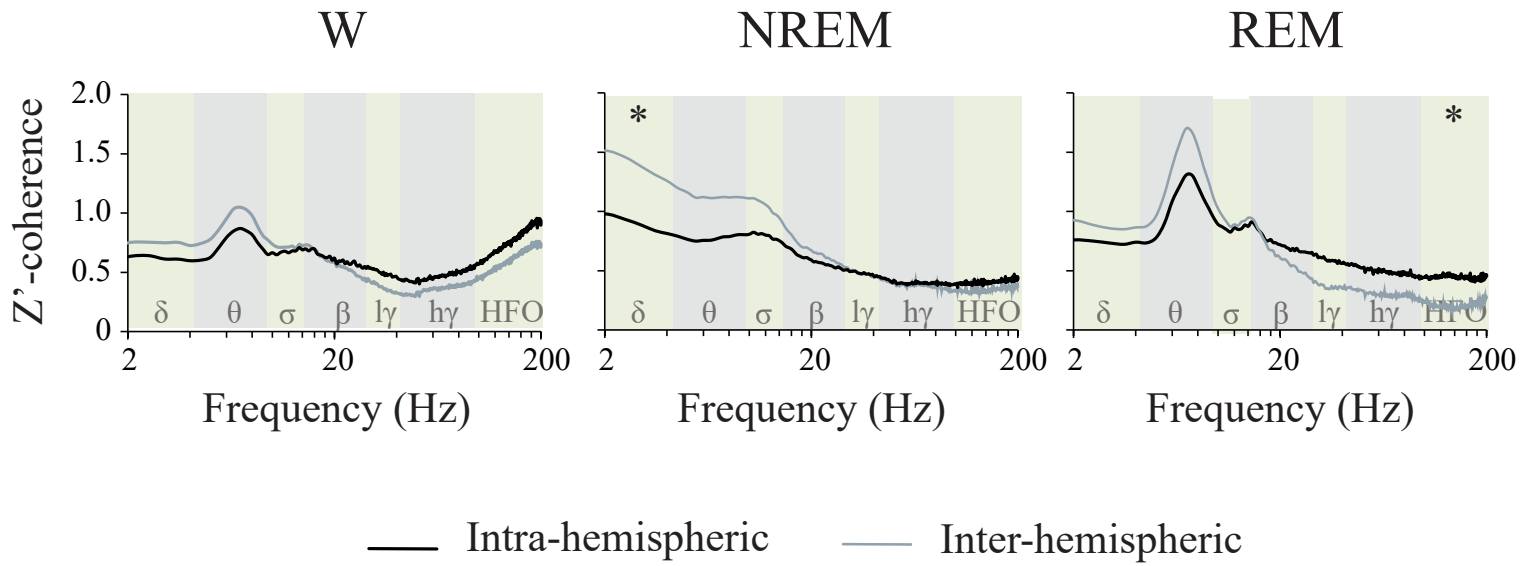 W NREM REM
Z'-coherence
2.0
1.5
1.0
0.5
0
* *
δ θ σ β lγ hγ HFO δ θ σ β lγ hγ HFO δ θ σ β lγ hγ HFO
2 20 200 2 20 200 2 20 200
Frequency (Hz) Frequency (Hz) Frequency (Hz)
Intra-hemispheric Inter-hemispheric